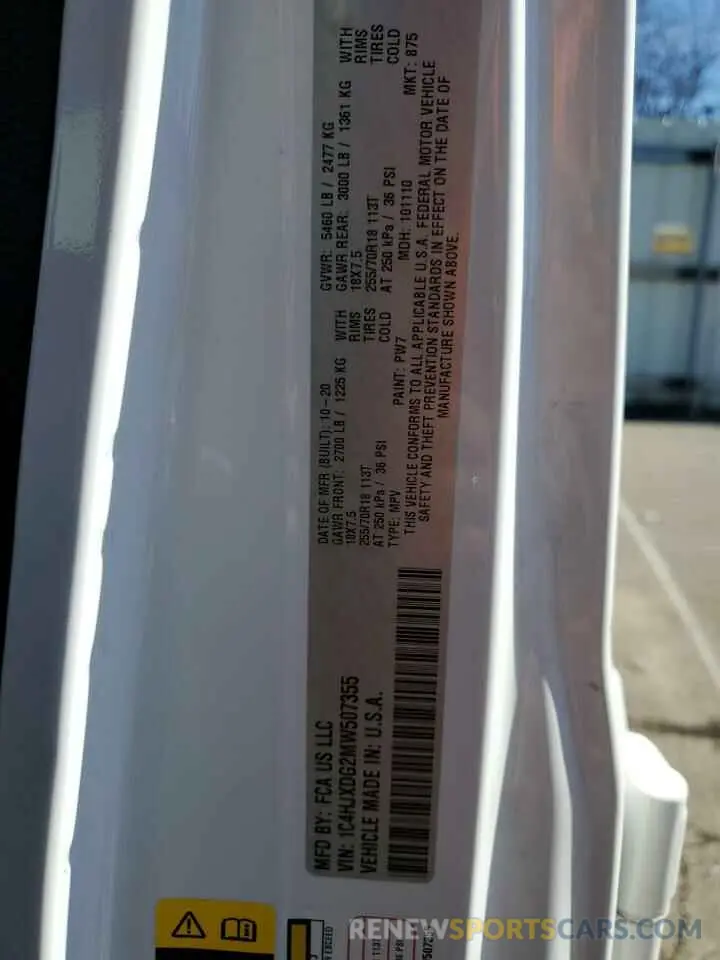 MFD BY: FCA US LLC
VIN: 1C4HJXDG2MW507355
VEHICLE MADE IN: U.S.A.
DATE OF MFR (BUILT): 10-20
GVWR: 5460 LB / 2477 KG
GAWR FRONT: 2700 LB / 1225 KG WITH
GAWR REAR: 3000 LB / 1361 KG WITH
18X7.5 RIMS
18X7.5 RIMS
255/70R18 113T TIRES
255/70R18 113T TIRES
AT 250 kPa / 36 PSI COLD
AT 250 kPa / 36 PSI COLD
TYPE: MPV PAINT: PW7 MDH: 101110 MKT: 875
THIS VEHICLE CONFORMS TO ALL APPLICABLE U.S.A. FEDERAL MOTOR VEHICLE
SAFETY AND THEFT PREVENTION STANDARDS IN EFFECT ON THE DATE OF
MANUFACTURE SHOWN ABOVE.
EXCEED
113T
PSI
RENEWSPORTSCARS.COM